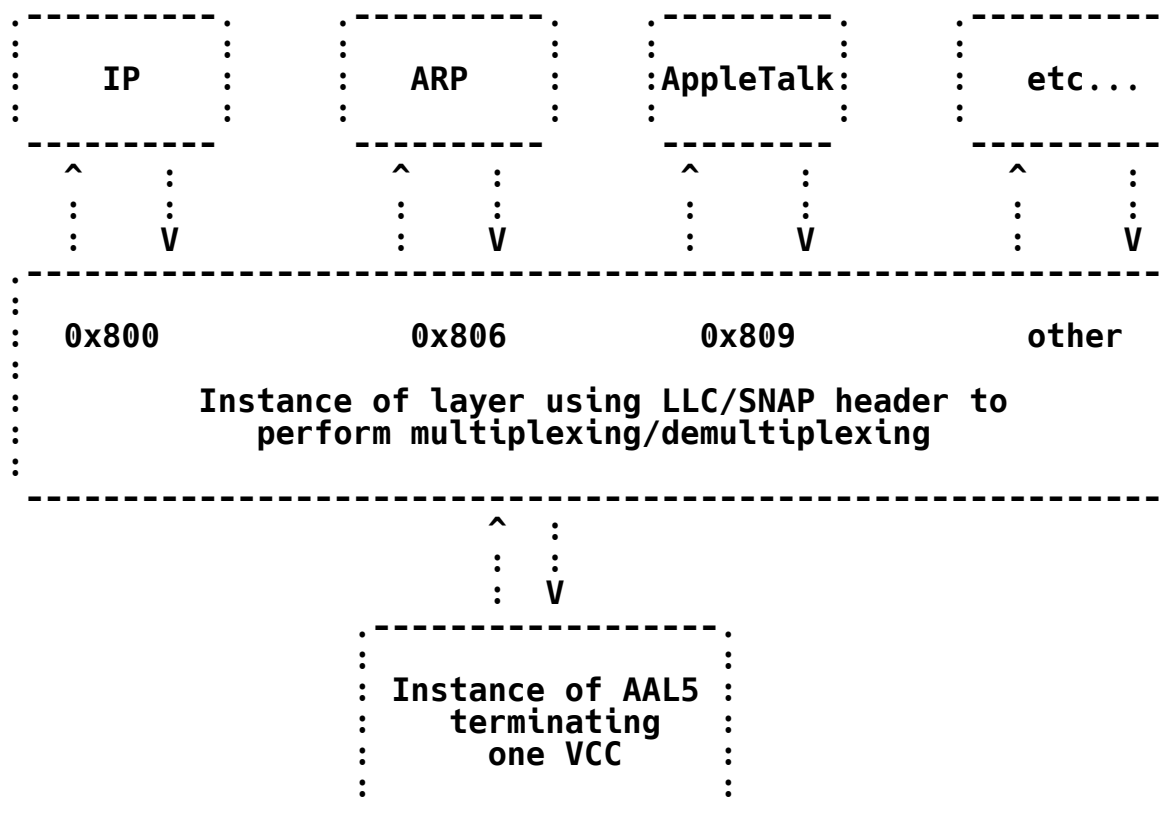 IP ARP AppleTalk etc...
0x800 0x806 0x809 other
Instance of layer using LLC/SNAP header to
perform multiplexing/demultiplexing
Instance of AAL5
terminating
one VCC